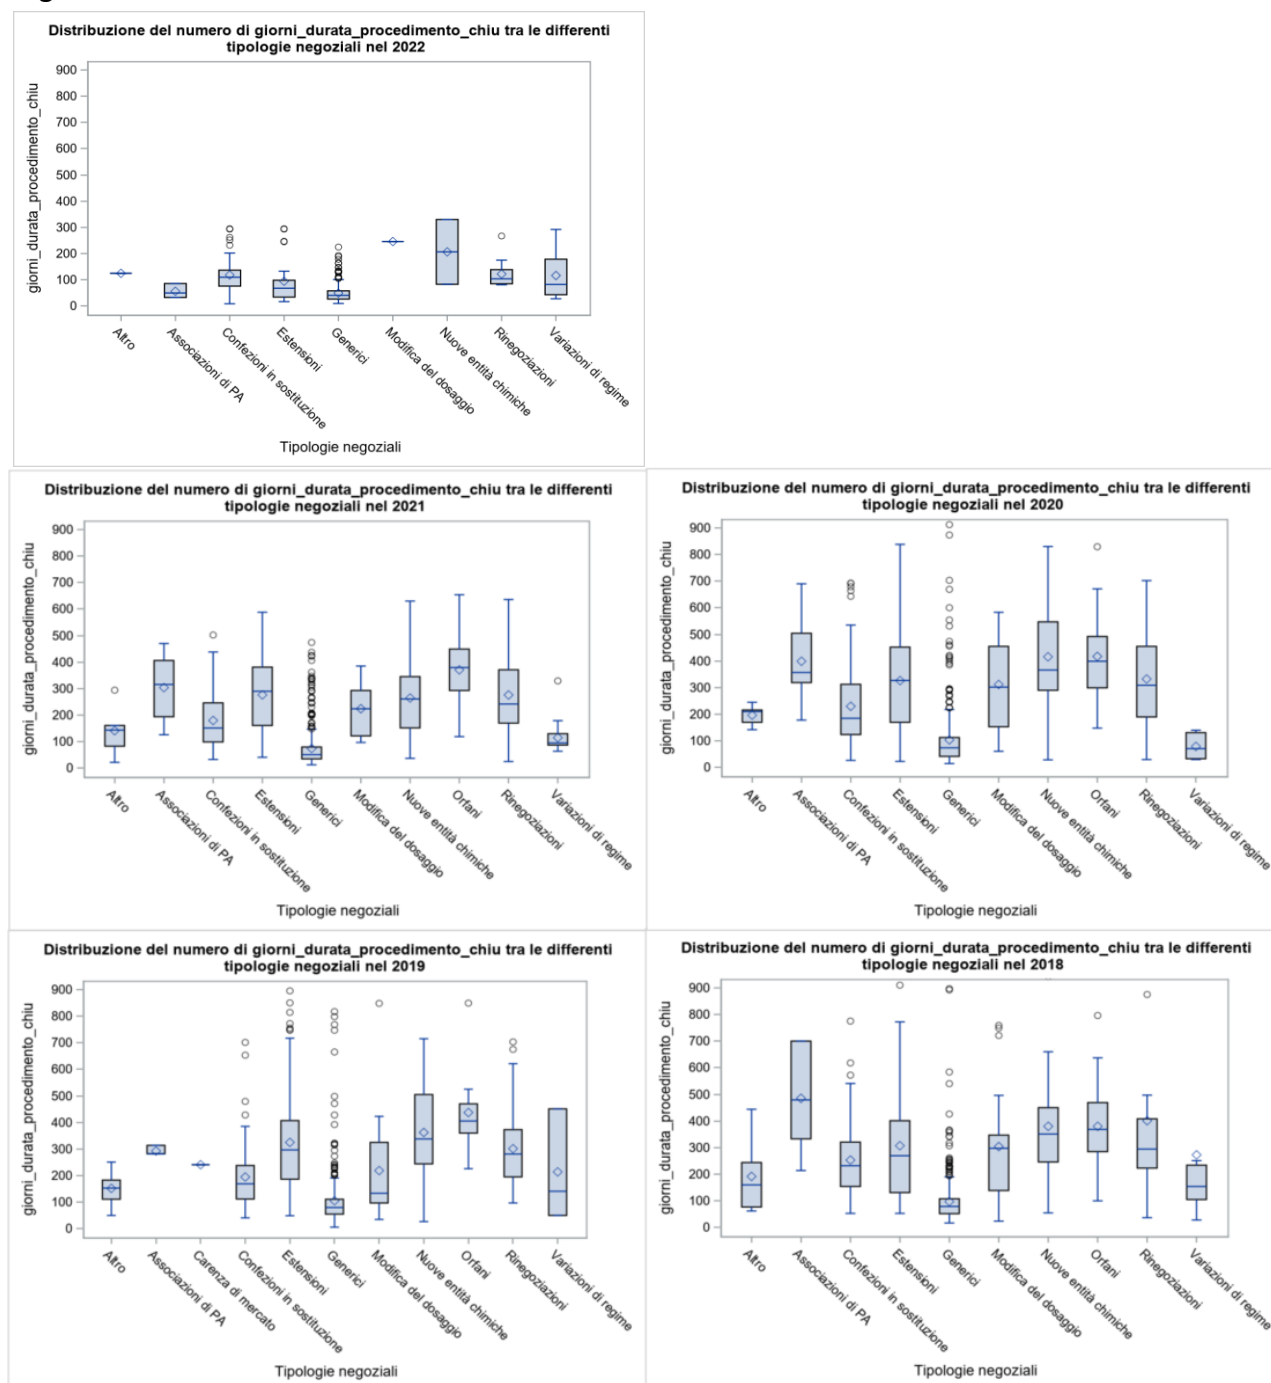 Distribuzione del numero di giorni_durata_procedimento_chiu tra le differenti
tipologie negoziali nel 2022
giorni_durata_procedimento_chiu
900
800
700
600
500
400
300
200
100
0
Altro
Associazioni di PA
Confezioni in sostituzione
Estensioni
Generici
Modifica del dosaggio
Nuove entità chimiche
Rinegoziazioni
Variazioni di regime
Tipologie negoziali
Distribuzione del numero di giorni_durata_procedimento_chiu tra le differenti
tipologie negoziali nel 2021
giorni_durata_procedimento_chiu
900
800
700
600
500
400
300
200
100
0
Altro
Associazioni di PA
Confezioni in sostituzione
Estensioni
Generici
Modifica del dosaggio
Nuove entità chimiche
Orfani
Rinegoziazioni
Variazioni di regime
Tipologie negoziali
Distribuzione del numero di giorni_durata_procedimento_chiu tra le differenti
tipologie negoziali nel 2020
giorni_durata_procedimento_chiu
900
800
700
600
500
400
300
200
100
0
Altro
Associazioni di PA
Confezioni in sostituzione
Estensioni
Generici
Modifica del dosaggio
Nuove entità chimiche
Orfani
Rinegoziazioni
Variazioni di regime
Tipologie negoziali
Distribuzione del numero di giorni_durata_procedimento_chiu tra le differenti
tipologie negoziali nel 2019
giorni_durata_procedimento_chiu
900
800
700
600
500
400
300
200
100
0
Altro
Associazioni di PA
Carenza di mercato
Confezioni in sostituzione
Estensioni
Generici
Modifica del dosaggio
Nuove entità chimiche
Orfani
Rinegoziazioni
Variazioni di regime
Tipologie negoziali
Distribuzione del numero di giorni_durata_procedimento_chiu tra le differenti
tipologie negoziali nel 2018
giorni_durata_procedimento_chiu
900
800
700
600
500
400
300
200
100
0
Altro
Associazioni di PA
Confezioni in sostituzione
Estensioni
Generici
Modifica del dosaggio
Nuove entità chimiche
Orfani
Rinegoziazioni
Variazioni di regime
Tipologie negoziali